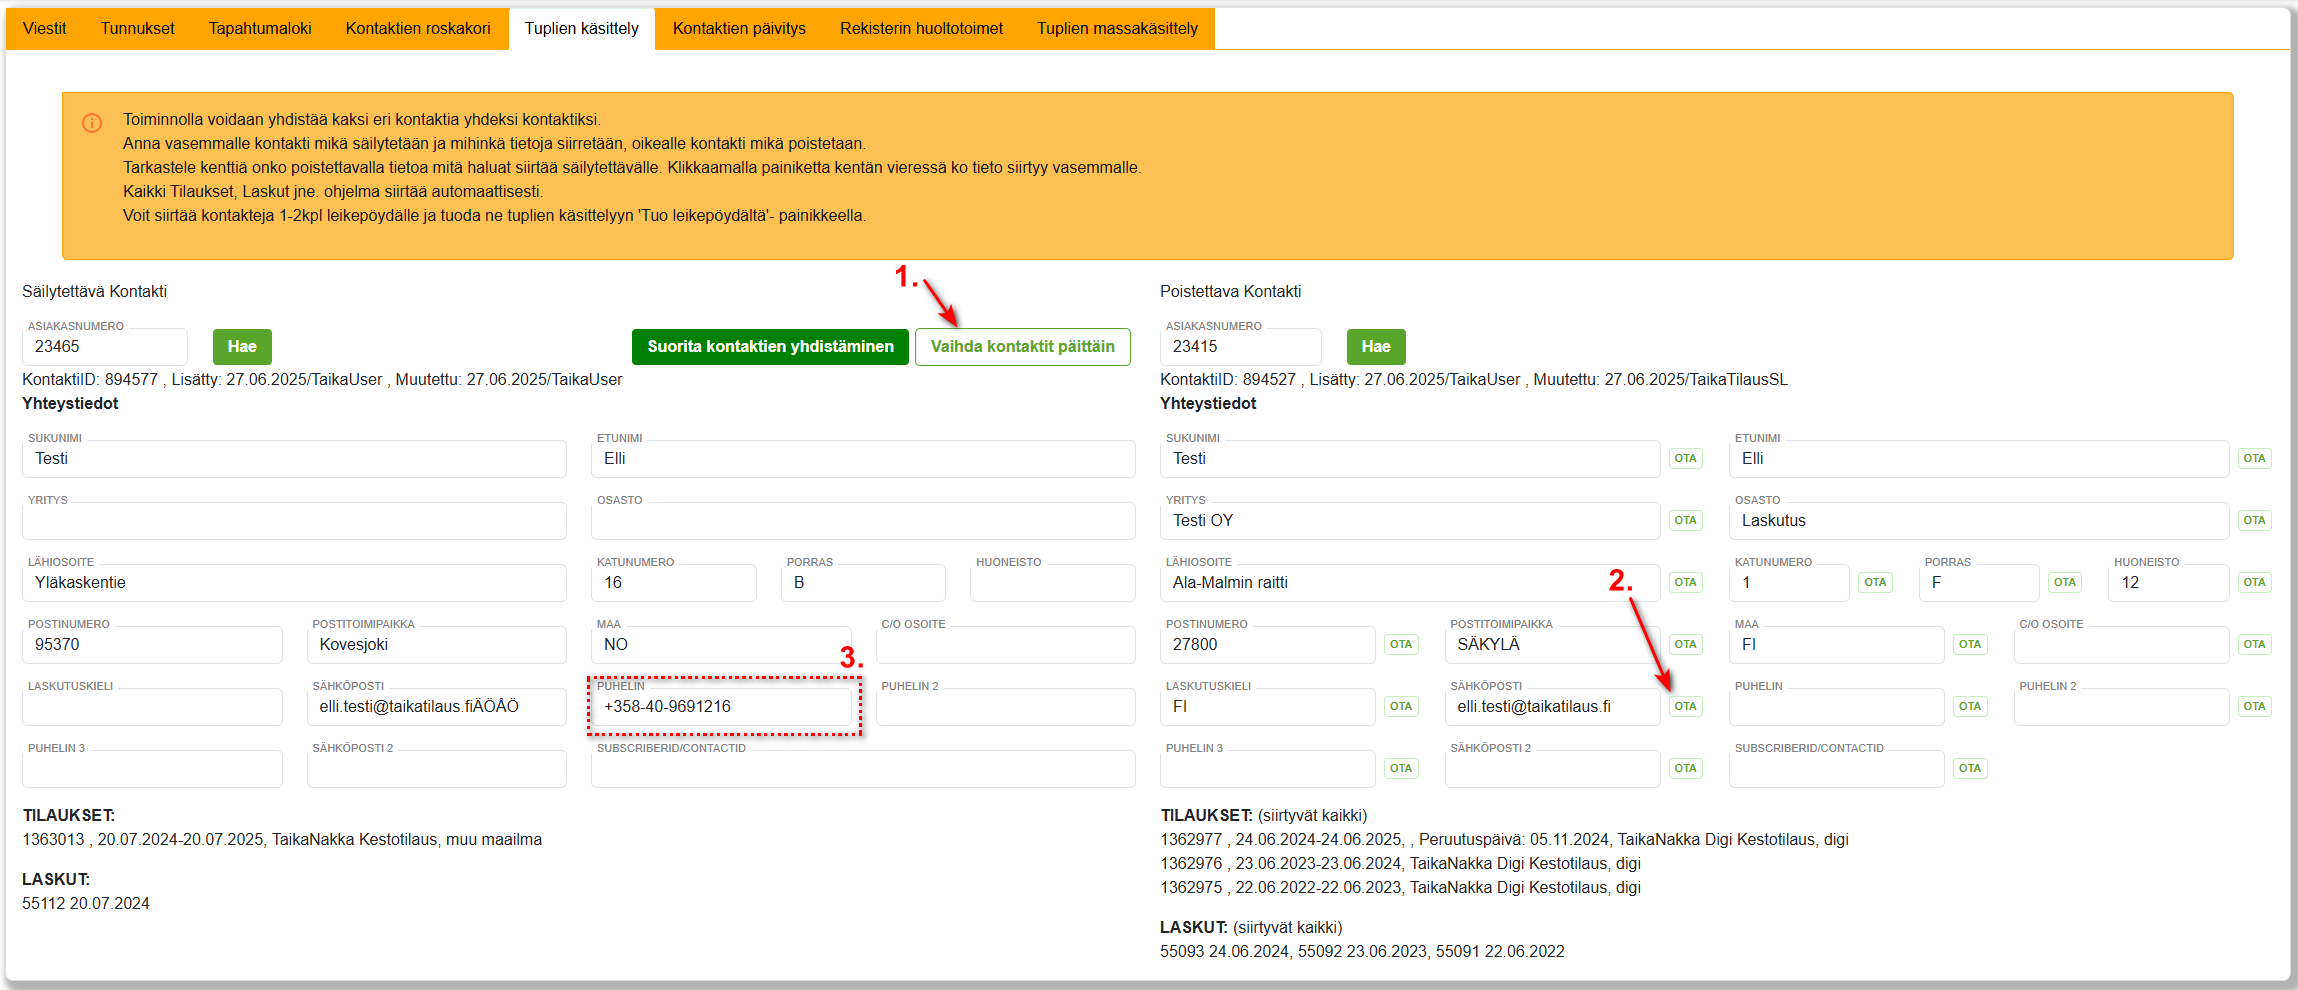 Viestit Tunnukset Tapahtumaloki Kontaktien roskakori Tuplien käsittely Kontaktien päivitys Rekisterin huoltotoimet Tuplien massakäsittely
Toiminnolla voidaan yhdistää kaksi eri kontaktia yhdeksi kontaktiksi.
Anna vasemmalle kontakti mikä säilytetään ja mihinkä tietoja siirretään, oikealle kontakti mikä poistetaan.
Tarkastele kenttiä onko poistettavalla tietoa mitä haluat siirtää säilytettävälle. Klikkaamalla painiketta kentän vieressä ko tieto siirtyy vasemmalle.
Kaikki Tilaukset, Laskut jne. ohjelma siirtää automaattisesti.
Voit siirtää kontakteja 1-2kpl leikepöydälle ja tuoda ne tuplien käsittelyyn 'Tuo leikepöydältä'- painikkeella.
1.
Säilytettävä Kontakti
ASIAKASNUMERO
23465 Hae Suorita kontaktien yhdistäminen Vaihda kontaktit päittäin
KontaktiID: 894577 , Lisätty: 27.06.2025/TaikaUser , Muutettu: 27.06.2025/TaikaUser
Yhteystiedot
SUKUNIMI ETUNIMI
Testi Elli
YRITYS OSASTO
LÄHIOSOITE KATUNUMERO PORRAS HUONEISTO
Yläkaskentie 16 B
POSTINUMERO POSTITOIMIPAIKKA MAA C/O OSOITE
95370 Kovesjoki NO
3.
LASKUTUSKIELI SÄHKÖPOSTI PUHELIN PUHELIN 2
elli.testi@taikatilaus.fiÄÖÅÖ +358-40-9691216
PUHELIN 3 SÄHKÖPOSTI 2 SUBSCRIBERID/CONTACTID
TILAUKSET:
1363013 , 20.07.2024-20.07.2025, TaikaNakka Kestotilaus, muu maailma
LASKUT:
55112 20.07.2024
Poistettava Kontakti
ASIAKASNUMERO
23415 Hae
KontaktiID: 894527 , Lisätty: 27.06.2025/TaikaUser , Muutettu: 27.06.2025/TaikaTilausSL
Yhteystiedot
SUKUNIMI ETUNIMI
Testi OTA Elli OTA
YRITYS OSASTO
Testi OY OTA Laskutus OTA
LÄHIOSOITE KATUNUMERO PORRAS HUONEISTO
2.
Ala-Malmin raitti OTA 1 OTA F OTA 12 OTA
POSTINUMERO POSTITOIMIPAIKKA MAA C/O OSOITE
27800 OTA SÄKYLÄ OTA FI OTA OTA
LASKUTUSKIELI SÄHKÖPOSTI PUHELIN PUHELIN 2
FI OTA elli.testi@taikatilaus.fi OTA OTA OTA
PUHELIN 3 SÄHKÖPOSTI 2 SUBSCRIBERID/CONTACTID
OTA OTA OTA
TILAUKSET: (siirtyvät kaikki)
1362977 , 24.06.2024-24.06.2025, , Peruutuspäivä: 05.11.2024, TaikaNakka Digi Kestotilaus, digi
1362976 , 23.06.2023-23.06.2024, TaikaNakka Digi Kestotilaus, digi
1362975 , 22.06.2022-22.06.2023, TaikaNakka Digi Kestotilaus, digi
LASKUT: (siirtyvät kaikki)
55093 24.06.2024, 55092 23.06.2023, 55091 22.06.2022